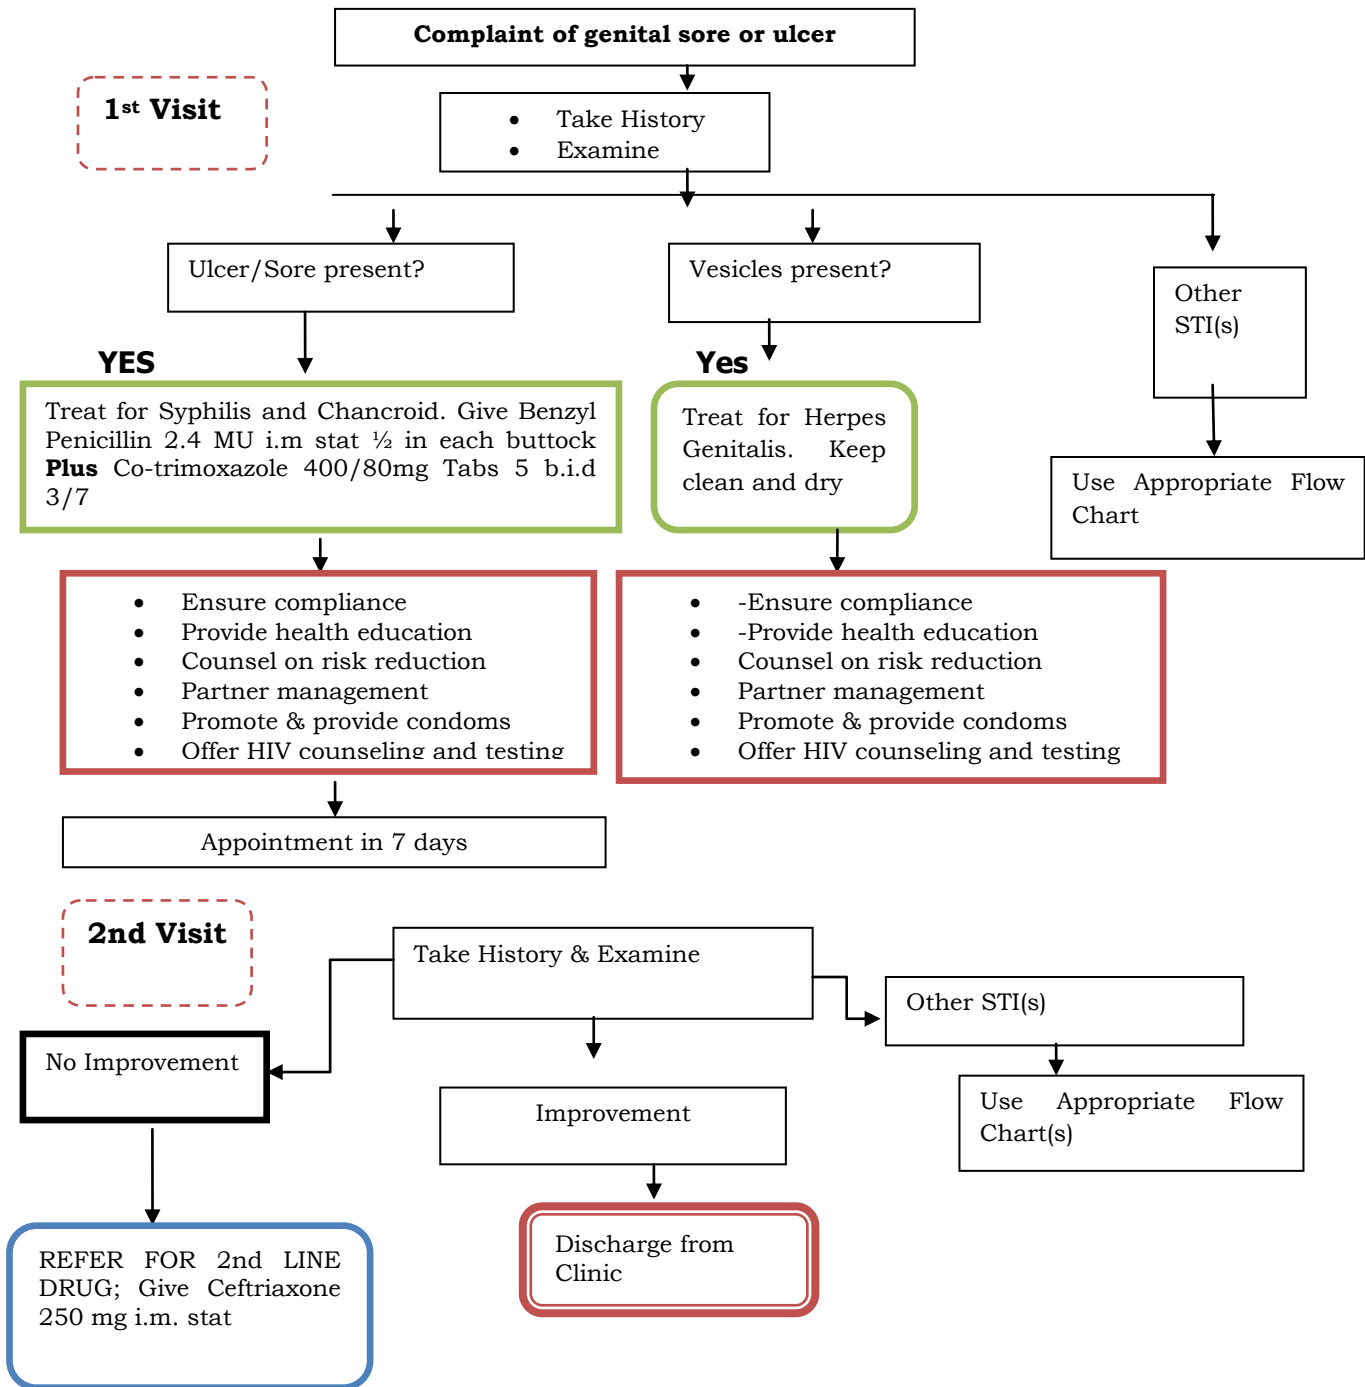 Complaint of genital sore or ulcer
1st Visit
• Take History
• Examine
Ulcer/Sore present?
Vesicles present?
Other
STI(s)
YES
Yes
Treat for Syphilis and Chancroid. Give Benzyl
Penicillin 2.4 MU i.m stat ½ in each buttock
Plus Co-trimoxazole 400/80mg Tabs 5 b.i.d
3/7
Treat for Herpes
Genitalis. Keep
clean and dry
Use Appropriate Flow
Chart
• Ensure compliance
• Provide health education
• Counsel on risk reduction
• Partner management
• Promote & provide condoms
• Offer HIV counseling and testing
• -Ensure compliance
• -Provide health education
• Counsel on risk reduction
• Partner management
• Promote & provide condoms
• Offer HIV counseling and testing
Appointment in 7 days
2nd Visit
Take History & Examine
Other STI(s)
No Improvement
Improvement
Use Appropriate Flow
Chart(s)
REFER FOR 2nd LINE
DRUG; Give Ceftriaxone
250 mg i.m. stat
Discharge from
Clinic